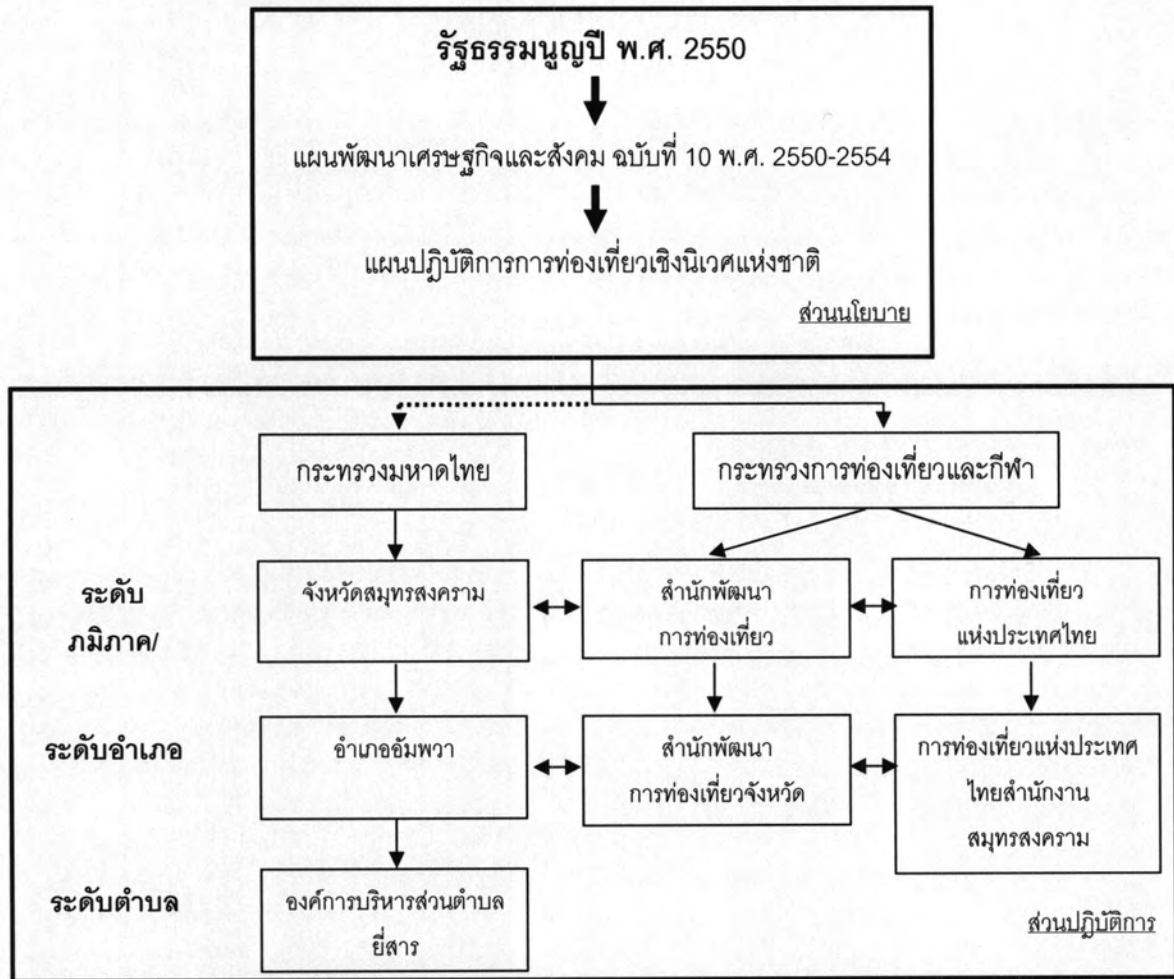 รัฐธรรมนูญปี พ.ศ. 2550
แผนพัฒนาเศรษฐกิจและสังคม ฉบับที่ 10 พ.ศ. 2550-2554
แผนปฏิบัติการการท่องเที่ยวเชิงนิเวศแห่งชาติ
ส่วนนโยบาย
กระทรวงมหาดไทย
กระทรวงการท่องเที่ยวและกีฬา
ระดับ
ภมิภาค/
จังหวัดสมุทรสงคราม
สำนักพัฒนา
การท่องเที่ยว
การท่องเที่ยว
แห่งประเทศไทย
ระดับอำเภอ
อำเภออัมพวา
สำนักพัฒนา
การท่องเที่ยวจังหวัด
การท่องเที่ยวแห่งประเทศ
ไทยสำนักงาน
สมุทรสงคราม
ระดับตำบล
องค์การบริหารส่วนตำบล
ยี่สาร
ส่วนปฏิบัติการ